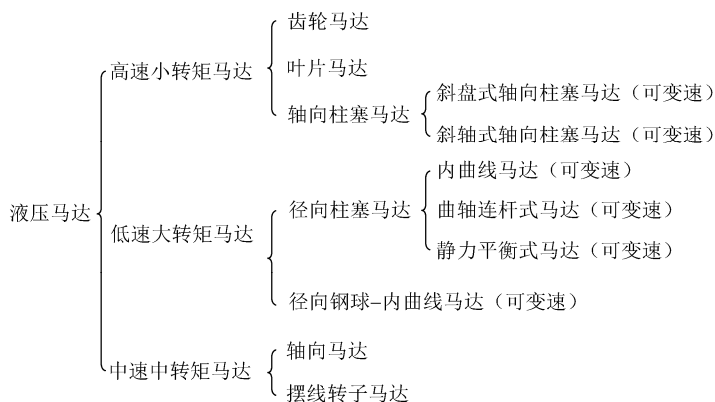 齿轮马达
高速小转矩马达
叶片马达
斜盘式轴向柱塞马达（可变速）
轴向柱塞马达
斜轴式轴向柱塞马达（可变速）
内曲线马达（可变速）
液压马达
低速大转矩马达
径向柱塞马达
曲轴连杆式马达（可变速）
静力平衡式马达（可变速）
径向钢球–内曲线马达（可变速）
轴向马达
中速中转矩马达
摆线转子马达